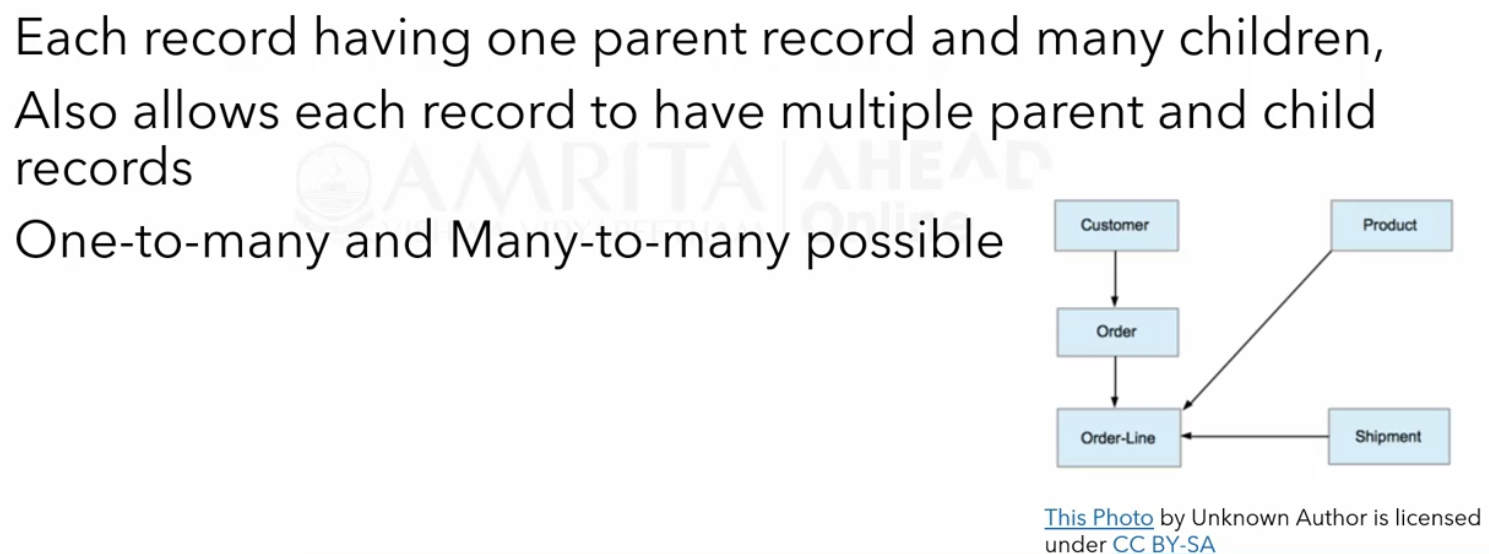 Each record having one parent record and many children,
Also allows each record to have multiple parent and child
records
AMRITA AHEAD
Online
One-to-many and Many-to-many possible
Customer
Product
Order
Order-Line
Shipment
This Photo by Unknown Author is licensed
under CC BY-SA